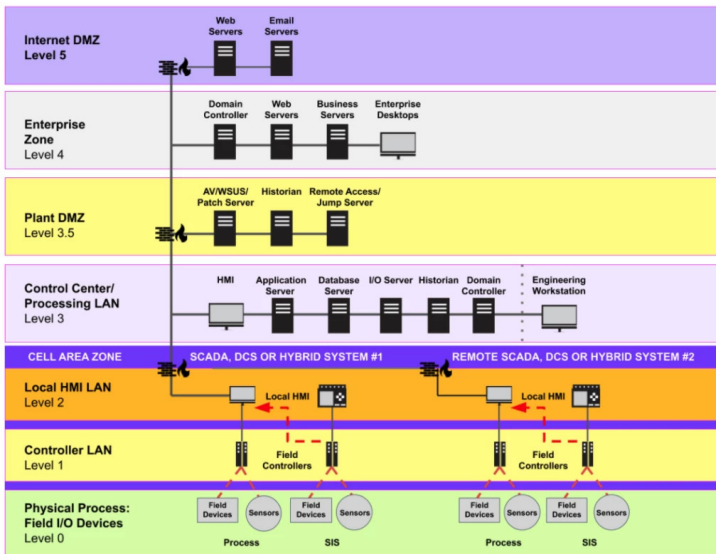 Internet DMZ
Level 5
Web
Servers
Email
Servers
Enterprise
Zone
Level 4
Domain
Controller
Web
Servers
Business
Servers
Enterprise
Desktops
Plant DMZ
Level 3.5
AV/WSUS/
Patch Server
Historian
Remote Access/
Jump Server
Control Center/
Processing LAN
Level 3
HMI
Application
Server
Database
Server
I/O Server
Historian
Domain
Controller
Engineering
Workstation
CELL AREA ZONE
SCADA, DCS OR HYBRID SYSTEM #1
REMOTE SCADA, DCS OR HYBRID SYSTEM #2
Local HMI LAN
Level 2
Local HMI
Local HMI
Controller LAN
Level 1
Field
Controllers
Field
Controllers
Physical Process:
Field I/O Devices
Level 0
Field
Devices
Sensors
Field
Devices
Sensors
Field
Devices
Sensors
Field
Devices
Sensors
Process
SIS
Process
SIS